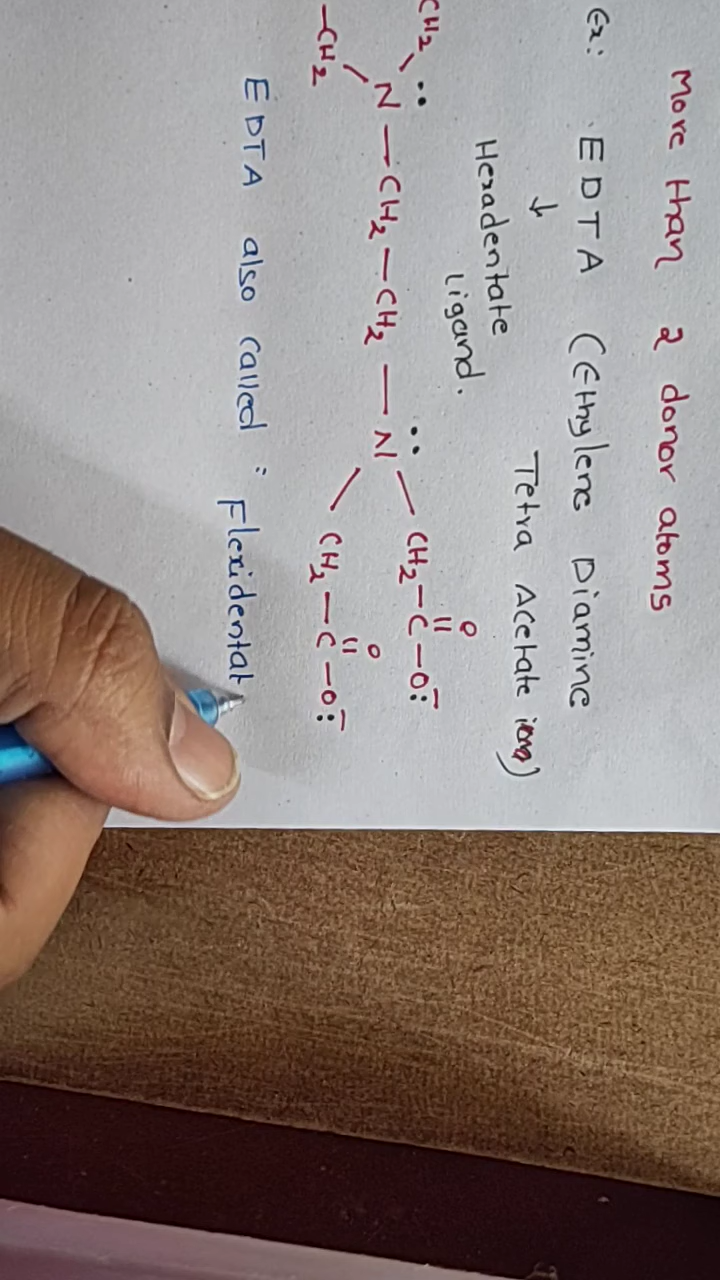 More than 2 donor atoms
Ex: EDTA (Ethylene Diamine
Tetra Acetate ion)
↓
Hexadentate
ligand.
CH2 O
N̈ — CH2 — CH2 — N̈ — CH2 — C — O:⁻
— CH2 CH2 — C — O:⁻
O
EDTA also called : Flexidentat